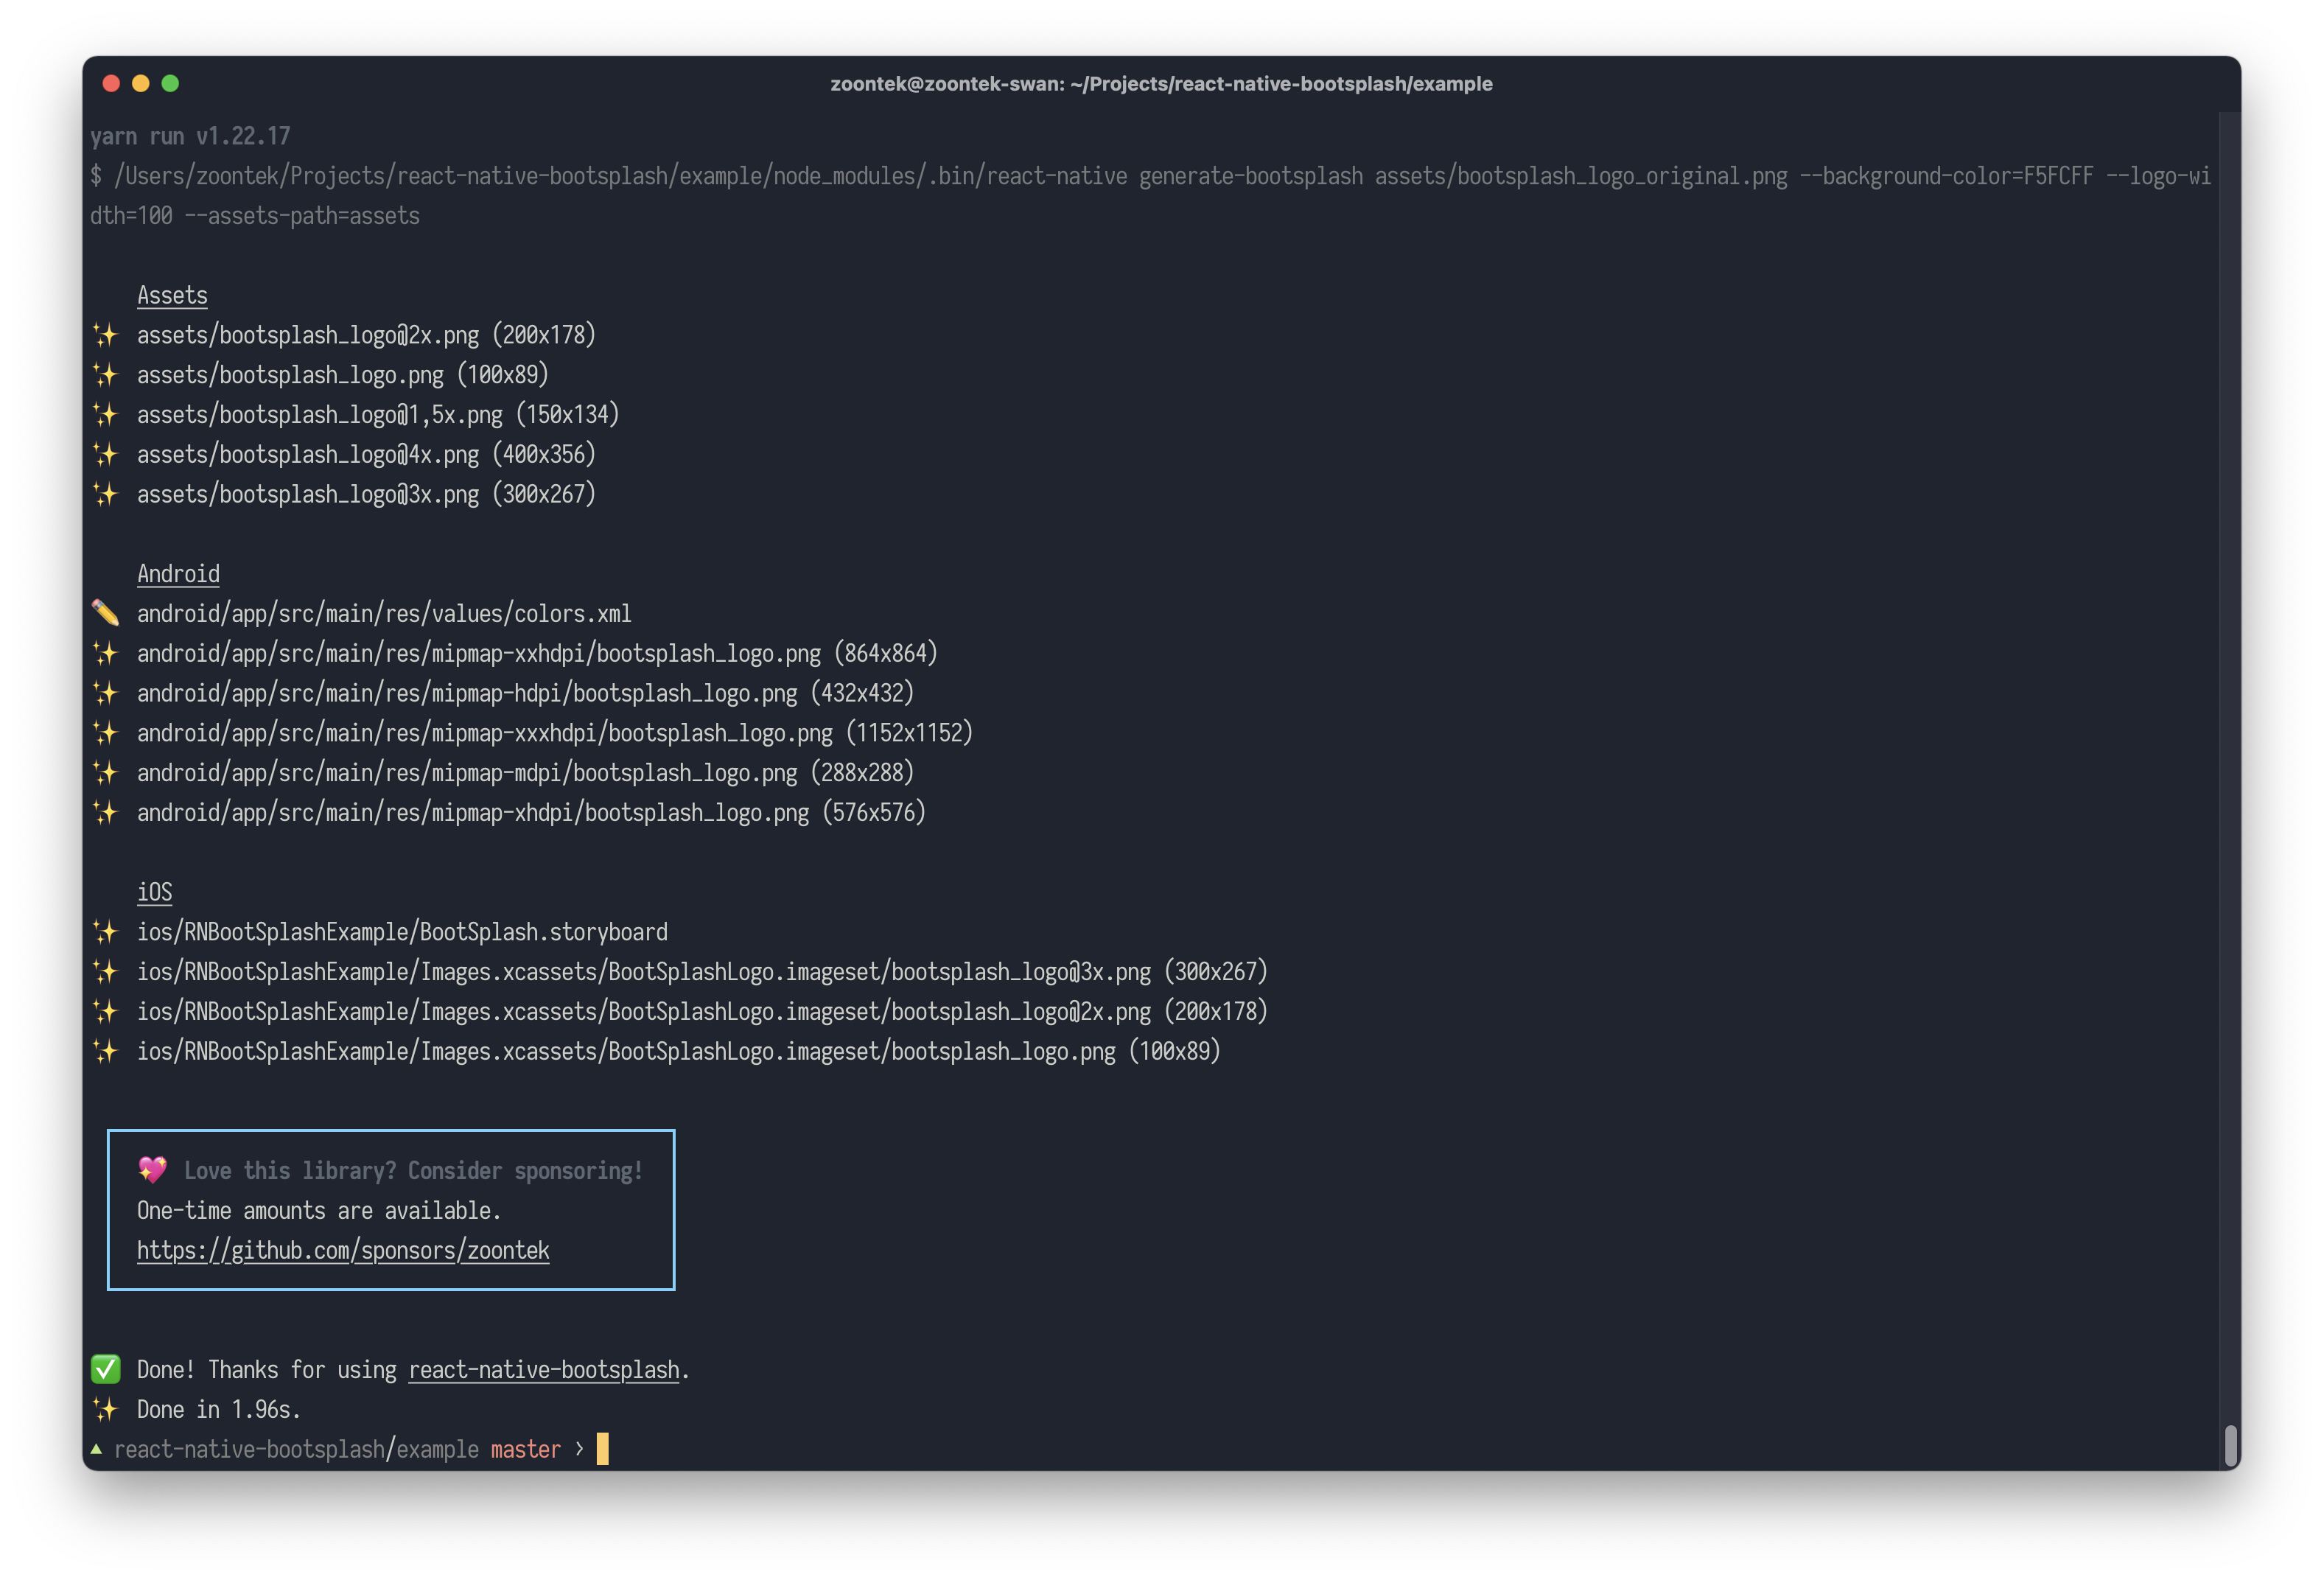 zoontek@zoontek-swan: ~/Projects/react-native-bootsplash/example
yarn run v1.22.17
$ /Users/zoontek/Projects/react-native-bootsplash/example/node_modules/.bin/react-native generate-bootsplash assets/bootsplash_logo_original.png --background-color=F5FCFF --logo-wi
dth=100 --assets-path=assets
Assets
✨ assets/bootsplash_logo@2x.png (200x178)
✨ assets/bootsplash_logo.png (100x89)
✨ assets/bootsplash_logo@1,5x.png (150x134)
✨ assets/bootsplash_logo@4x.png (400x356)
✨ assets/bootsplash_logo@3x.png (300x267)
Android
✏️ android/app/src/main/res/values/colors.xml
✨ android/app/src/main/res/mipmap-xxhdpi/bootsplash_logo.png (864x864)
✨ android/app/src/main/res/mipmap-hdpi/bootsplash_logo.png (432x432)
✨ android/app/src/main/res/mipmap-xxxhdpi/bootsplash_logo.png (1152x1152)
✨ android/app/src/main/res/mipmap-mdpi/bootsplash_logo.png (288x288)
✨ android/app/src/main/res/mipmap-xhdpi/bootsplash_logo.png (576x576)
iOS
✨ ios/RNBootSplashExample/BootSplash.storyboard
✨ ios/RNBootSplashExample/Images.xcassets/BootSplashLogo.imageset/bootsplash_logo@3x.png (300x267)
✨ ios/RNBootSplashExample/Images.xcassets/BootSplashLogo.imageset/bootsplash_logo@2x.png (200x178)
✨ ios/RNBootSplashExample/Images.xcassets/BootSplashLogo.imageset/bootsplash_logo.png (100x89)
💖 Love this library? Consider sponsoring!
One-time amounts are available.
https://github.com/sponsors/zoontek
✅ Done! Thanks for using react-native-bootsplash.
✨ Done in 1.96s.
▲ react-native-bootsplash/example master ›